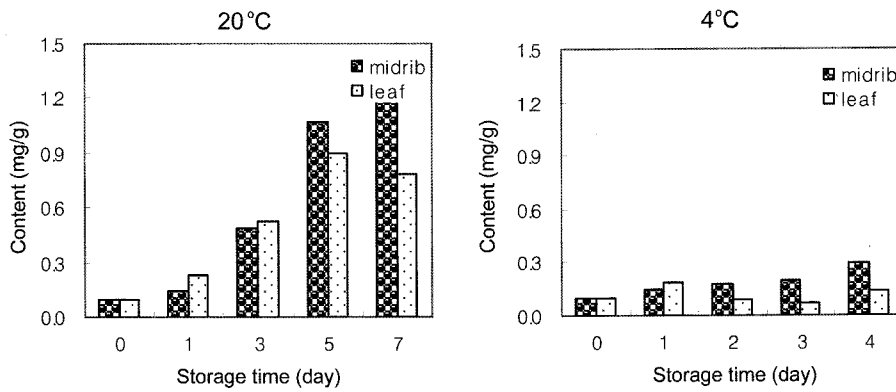 20°C
Content (mg/g)
1.5
1.2
0.9
0.6
0.3
0.0
midrib
leaf
0 1 3 5 7
Storage time (day)
4°C
Content (mg/g)
1.5
1.2
0.9
0.6
0.3
0.0
midrib
leaf
0 1 2 3 4
Storage time (day)